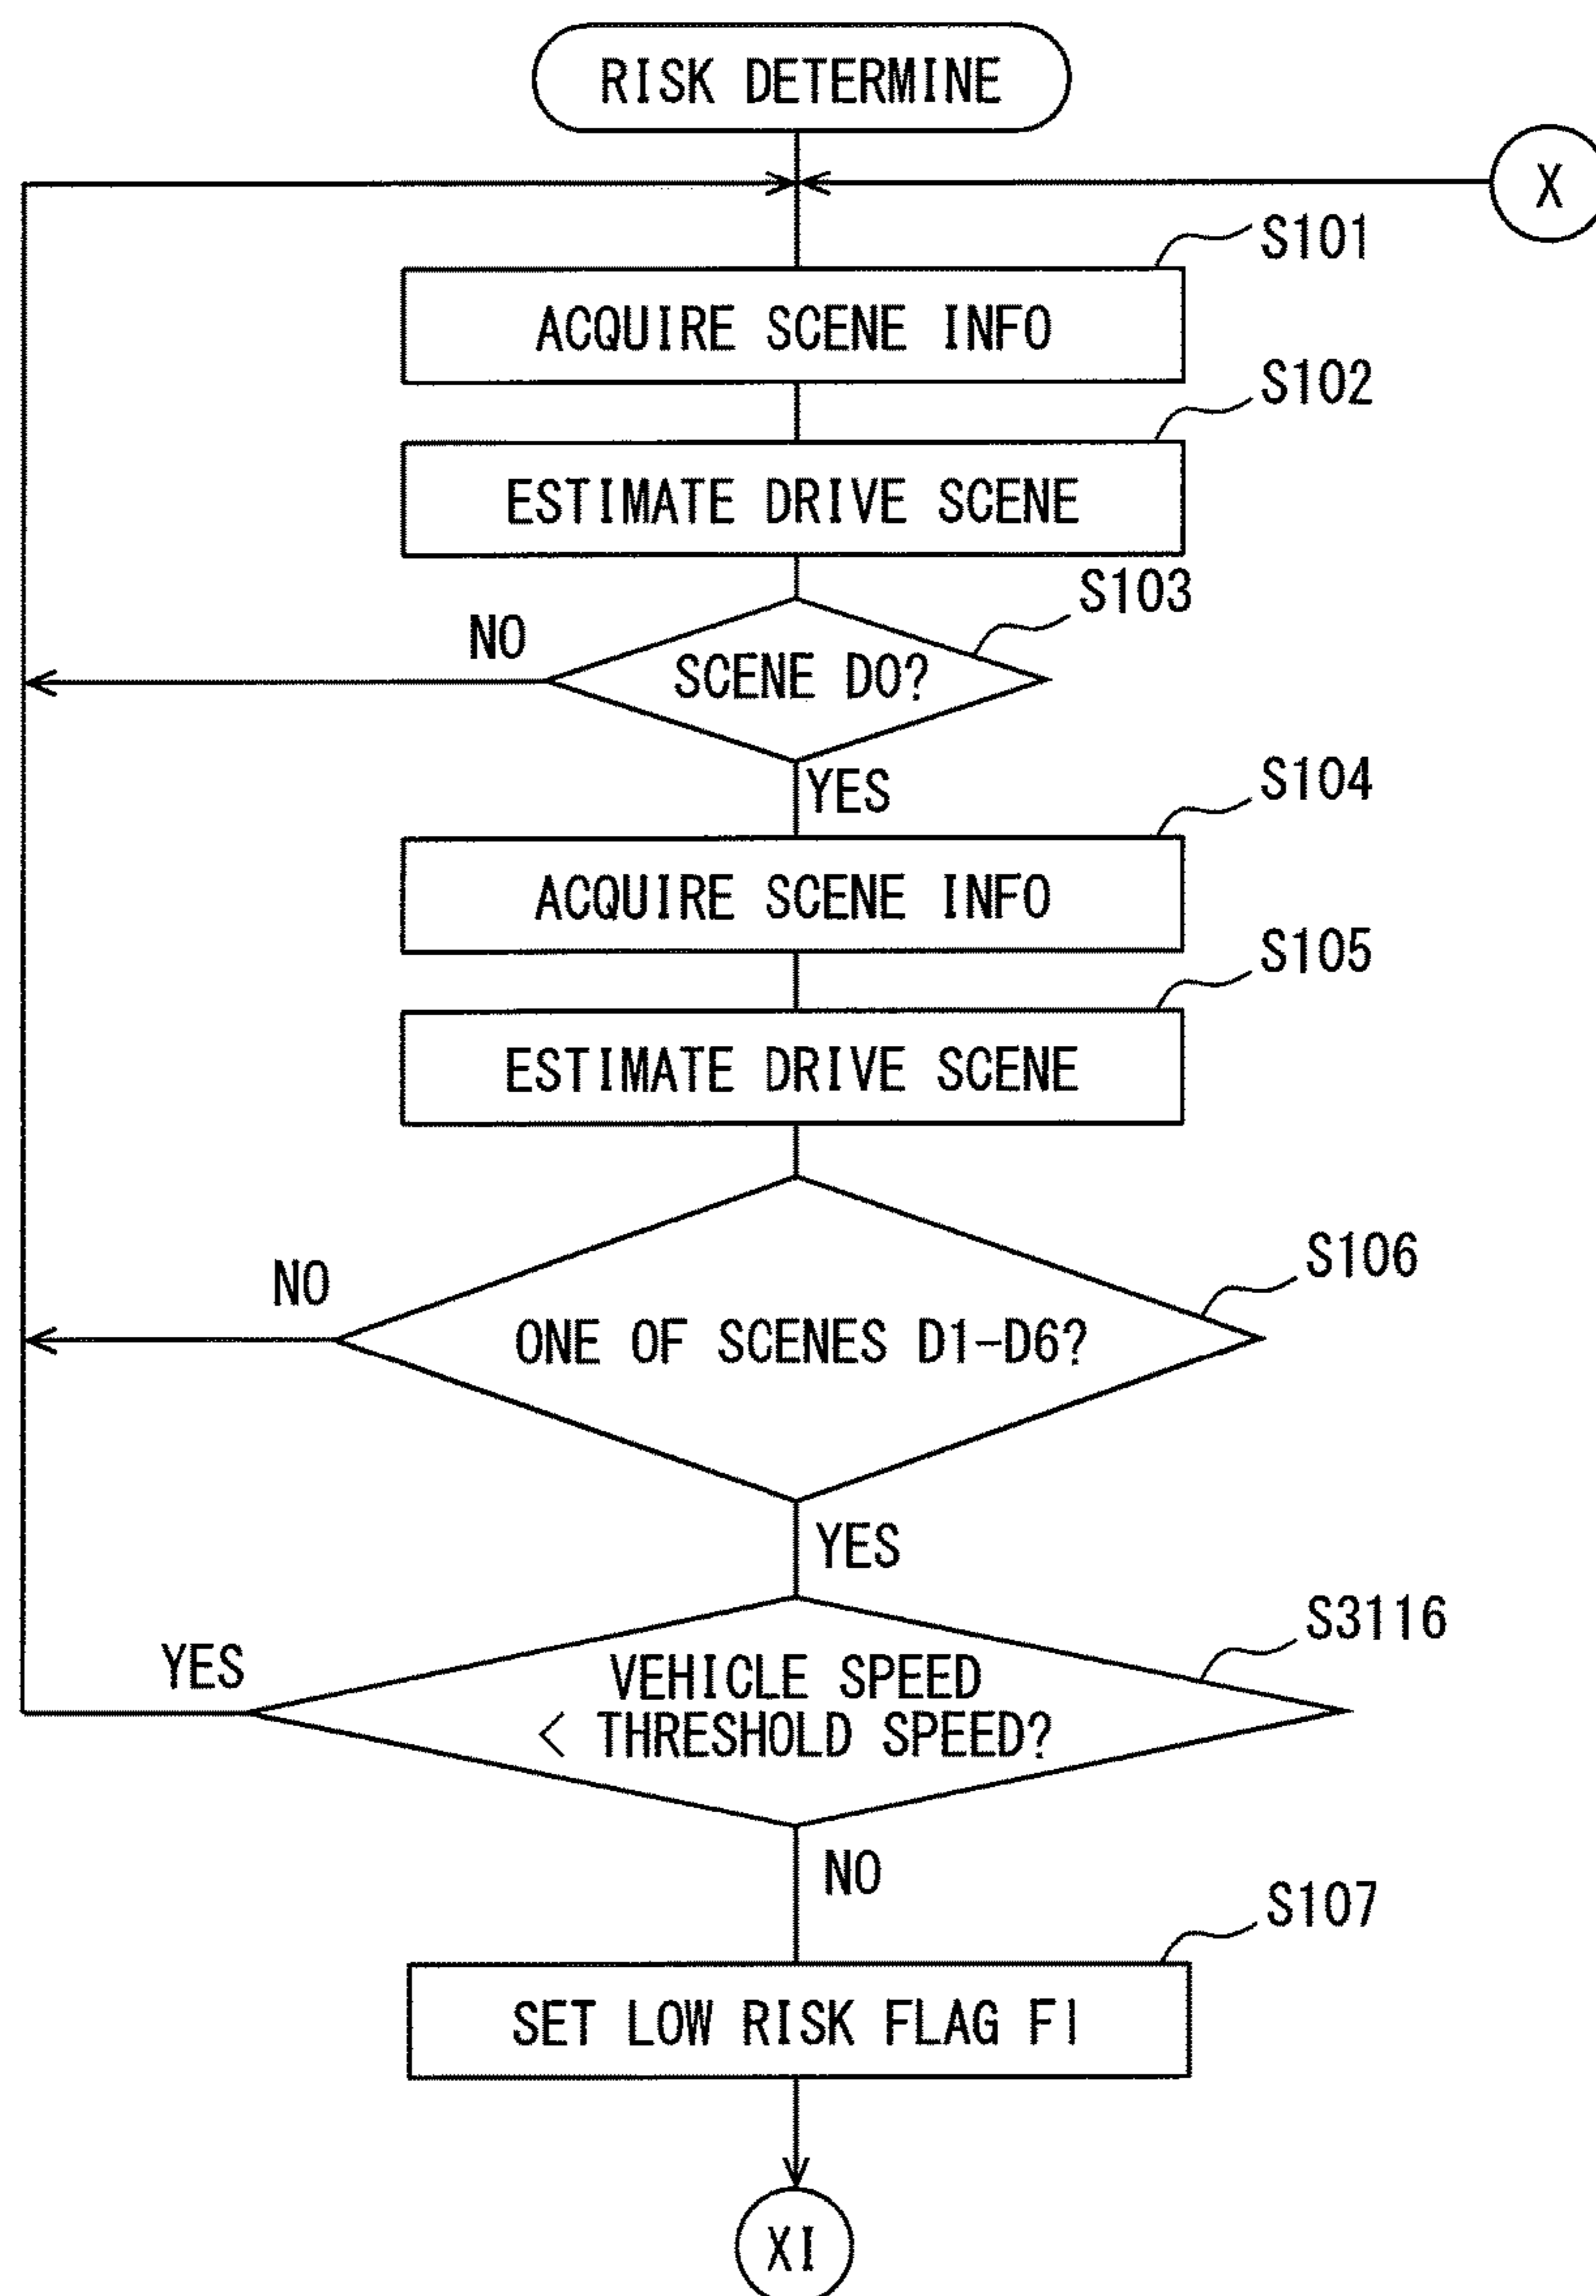 RISK DETERMINE
X
S101
ACQUIRE SCENE INFO
S102
ESTIMATE DRIVE SCENE
S103
NO
SCENE D0?
YES
S104
ACQUIRE SCENE INFO
S105
ESTIMATE DRIVE SCENE
S106
NO
ONE OF SCENES D1-D6?
YES
S3116
YES
VEHICLE SPEED
< THRESHOLD SPEED?
NO
S107
SET LOW RISK FLAG Fl
XI